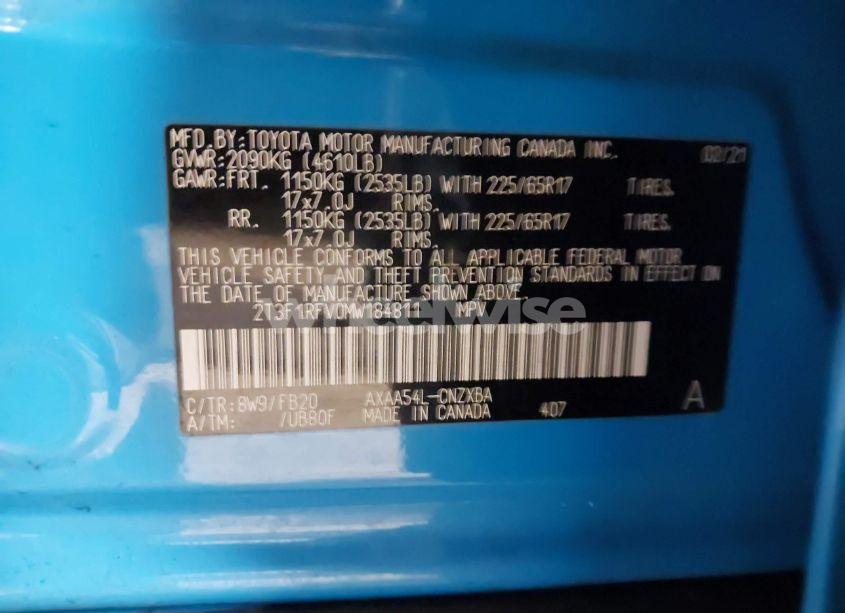 MFD. BY: TOYOTA MOTOR MANUFACTURING CANADA INC. 02/21
GVWR: 2090KG (4610LB)
GAWR: FRT. 1150KG (2535LB) WITH 225/65R17 TIRES.
17x7.0J RIMS.
RR. 1150KG (2535LB) WITH 225/65R17 TIRES.
17x7.0J RIMS.
THIS VEHICLE CONFORMS TO ALL APPLICABLE FEDERAL MOTOR
VEHICLE SAFETY AND THEFT PREVENTION STANDARDS IN EFFECT ON
THE DATE OF MANUFACTURE SHOWN ABOVE.
2T3F1RFV0MW184811 MPV
wheelwise
C/TR: 8W9/FB20 AXAA54L-CNZXBA
A/TM: /UB80F MADE IN CANADA 407 A